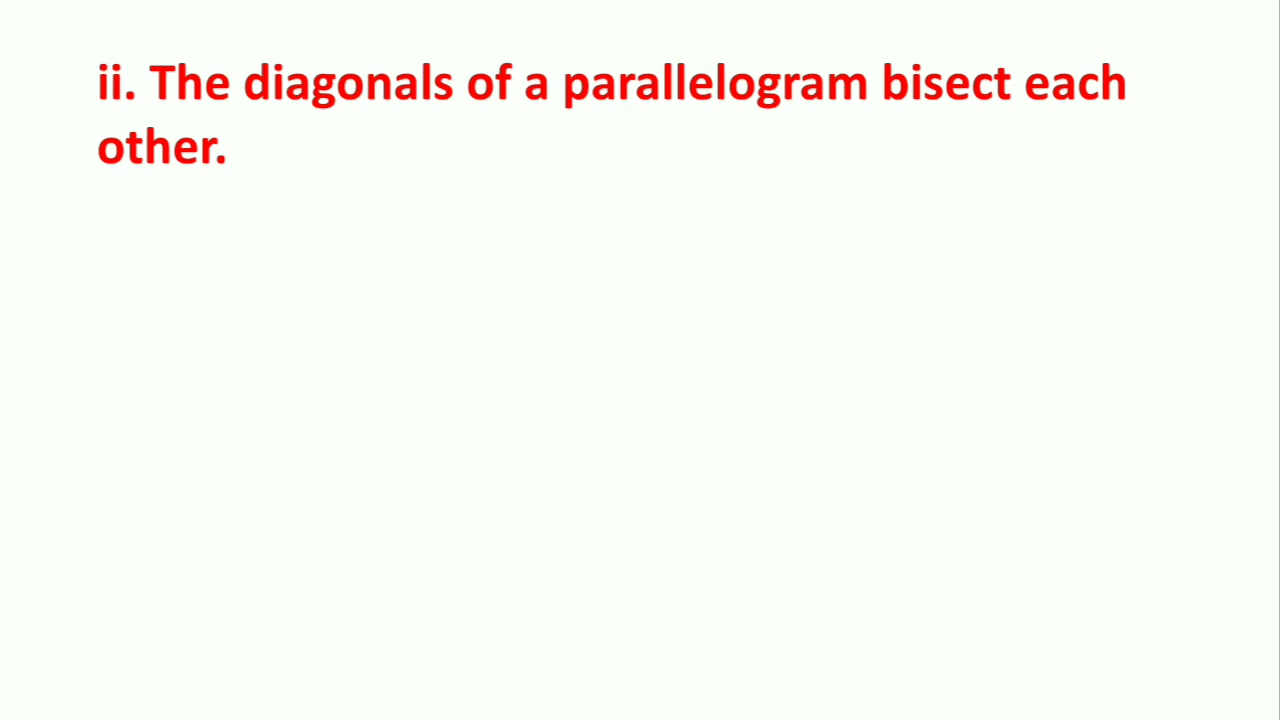 ii. The diagonals of a parallelogram bisect each
other.